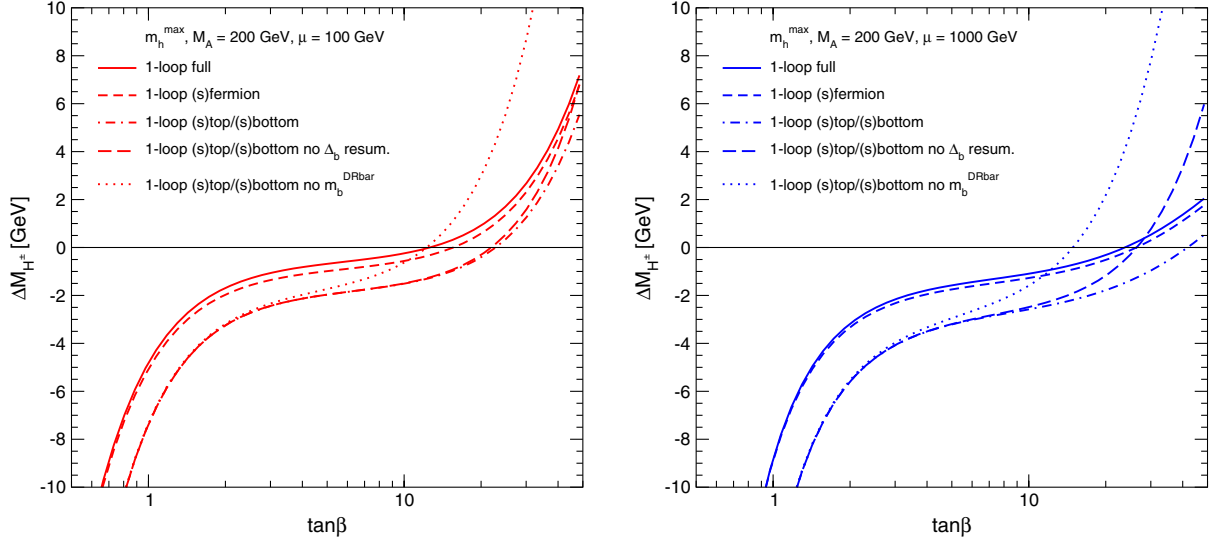 m_h^max, M_A = 200 GeV, μ = 100 GeV
1-loop full
1-loop (s)fermion
1-loop (s)top/(s)bottom
1-loop (s)top/(s)bottom no Δ_b resum.
1-loop (s)top/(s)bottom no m_b^DRbar
10
8
6
4
2
0
-2
-4
-6
-8
-10
ΔM_H^± [GeV]
1 10
tanβ
m_h^max, M_A = 200 GeV, μ = 1000 GeV
1-loop full
1-loop (s)fermion
1-loop (s)top/(s)bottom
1-loop (s)top/(s)bottom no Δ_b resum.
1-loop (s)top/(s)bottom no m_b^DRbar
10
8
6
4
2
0
-2
-4
-6
-8
-10
ΔM_H^± [GeV]
1 10
tanβ